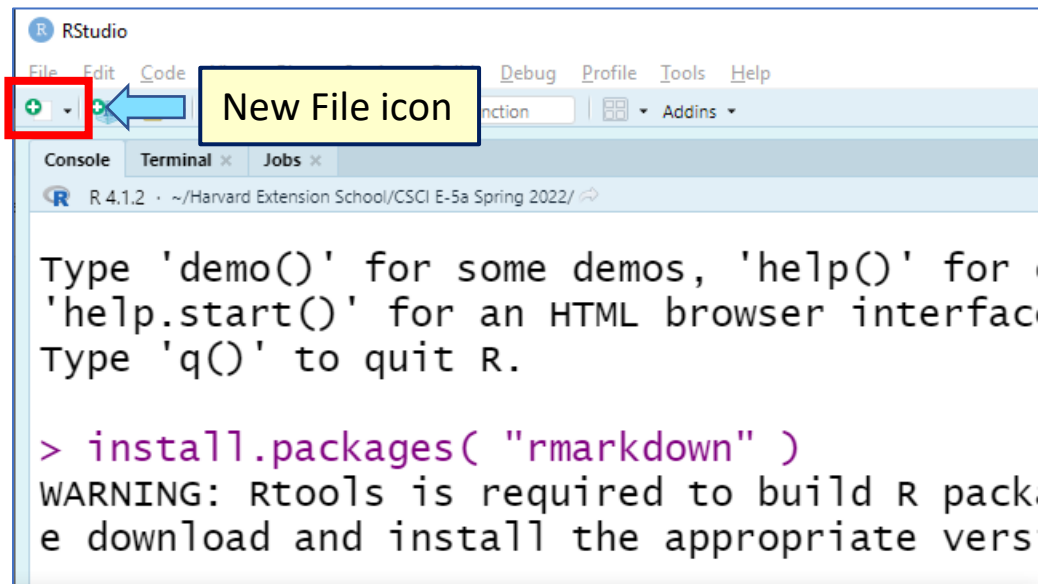 R RStudio
File Edit Code Debug Profile Tools Help
New File icon
nction Addins
Console Terminal × Jobs ×
R R 4.1.2 · ~/Harvard Extension School/CSCI E-5a Spring 2022/
Type 'demo()' for some demos, 'help()' for
'help.start()' for an HTML browser interfac
Type 'q()' to quit R.
> install.packages( "rmarkdown" )
WARNING: Rtools is required to build R pack
e download and install the appropriate vers